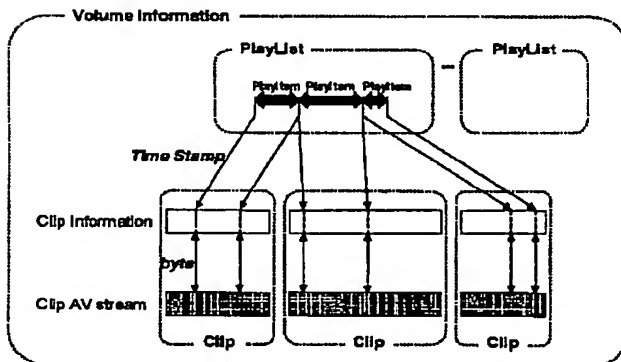 Volume Information
PlayList
PlayList
PlayItem PlayItem PlayItem
Time Stamp
Clip Information
byte
Clip AV stream
Clip
Clip
Clip